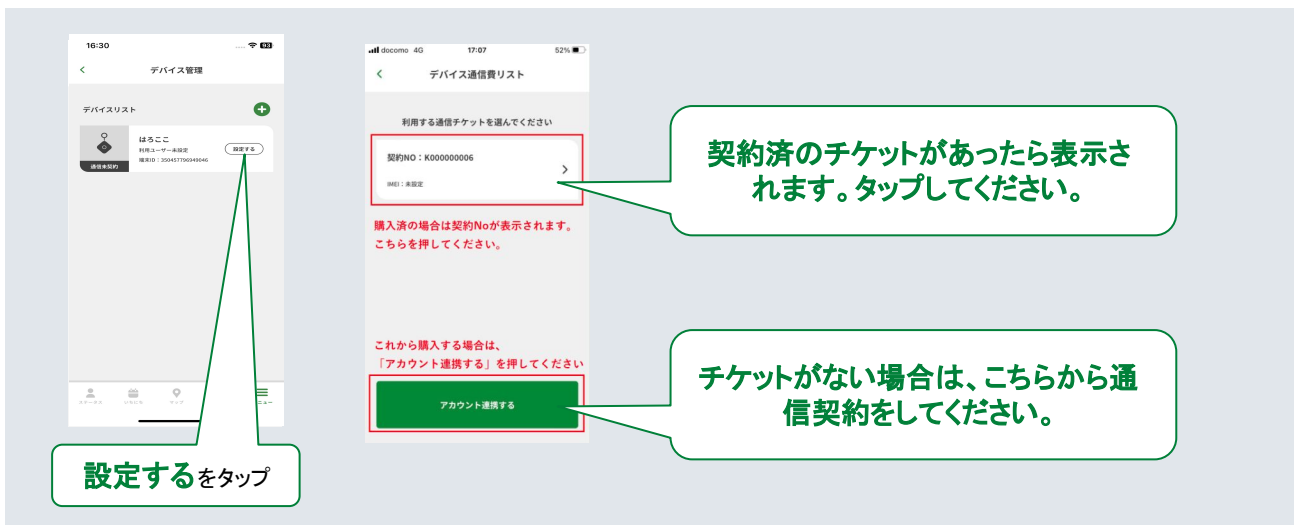 16:30
93
デバイス管理
デバイスリスト
はろここ
利用ユーザー未設定
端末ID：350457796949046
設定する
通信未契約
マップ
設定するをタップ
docomo 4G 17:07 52%
デバイス通信費リスト
利用する通信チケットを選んでください
契約NO：K000000006
IMEI：未設定
購入済の場合は契約Noが表示されます。
こちらを押してください。
これから購入する場合は、
「アカウント連携する」を押してください
アカウント連携する
契約済のチケットがあったら表示さ
れます。タップしてください。
チケットがない場合は、こちらから通
信契約をしてください。